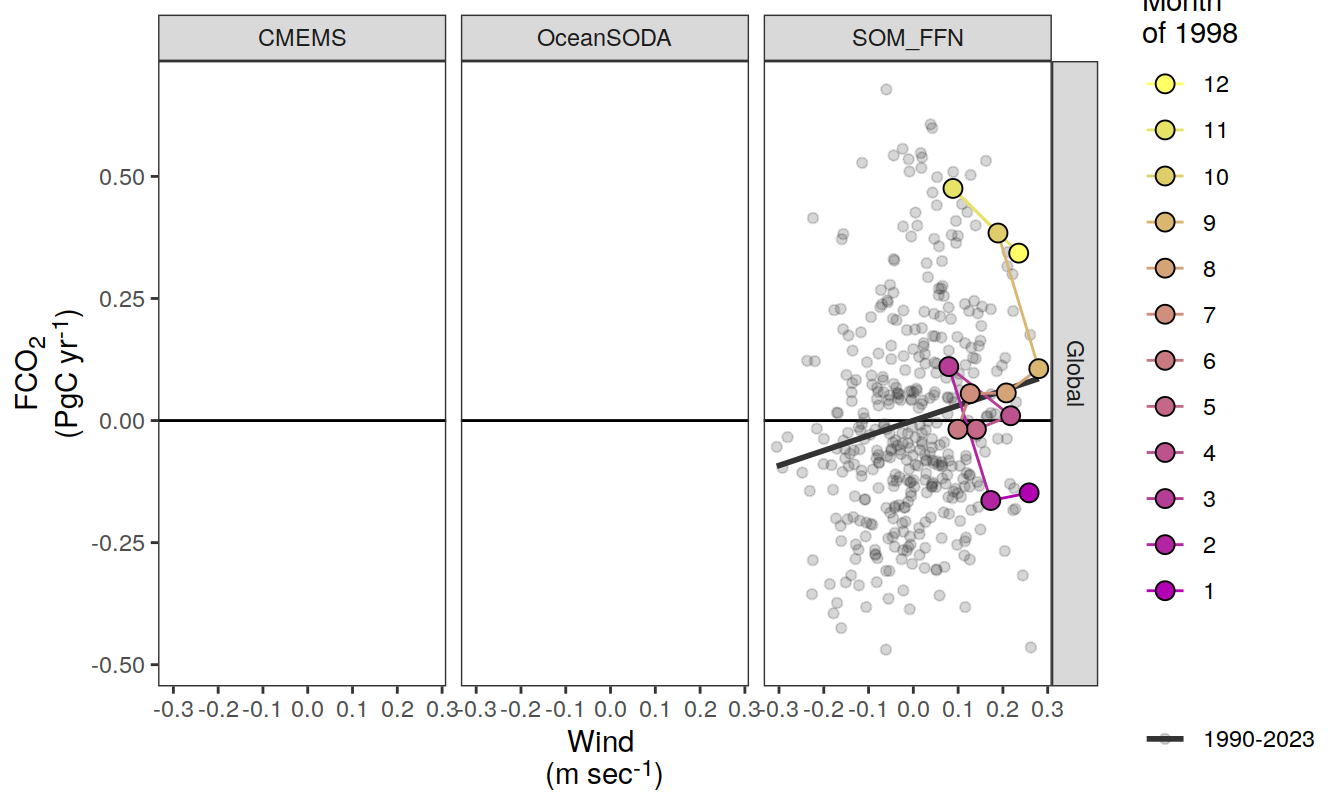 CMEMS
OceanSODA
SOM_FFN
Global
FCO2
(PgC yr-1)
0.50
0.25
0.00
-0.25
-0.50
-0.3 -0.2 -0.1 0.0 0.1 0.2 0.3
-0.3 -0.2 -0.1 0.0 0.1 0.2 0.3
-0.3 -0.2 -0.1 0.0 0.1 0.2 0.3
Wind
(m sec-1)
Month
of 1998
12
11
10
9
8
7
6
5
4
3
2
1
1990-2023